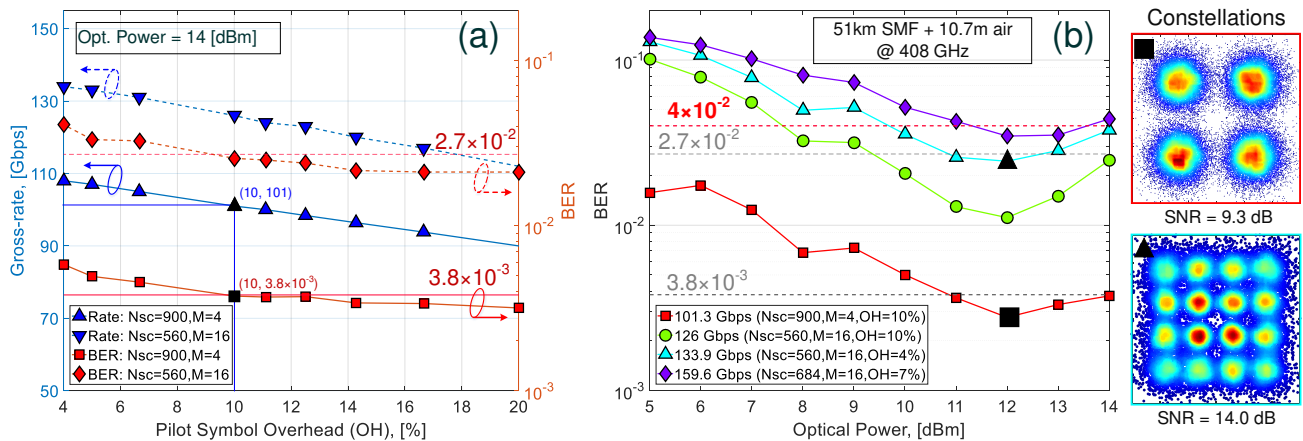 (a)
Opt. Power = 14 [dBm]
155
130
110
90
70
50
Gross-rate, [Gbps]
4
6
8
10
12
14
16
18
20
Pilot Symbol Overhead (OH), [%]
10⁻¹
10⁻²
10⁻³
BER
2.7×10⁻²
(10, 101)
(10, 3.8×10⁻³)
3.8×10⁻³
Rate: Nsc=900,M=4
Rate: Nsc=560,M=16
BER: Nsc=900,M=4
BER: Nsc=560,M=16
(b)
51km SMF + 10.7m air
@ 408 GHz
10⁻¹
10⁻²
10⁻³
BER
4×10⁻²
2.7×10⁻²
3.8×10⁻³
101.3 Gbps (Nsc=900,M=4,OH=10%)
126 Gbps (Nsc=560,M=16,OH=10%)
133.9 Gbps (Nsc=560,M=16,OH=4%)
159.6 Gbps (Nsc=684,M=16,OH=7%)
5
6
7
8
9
10
11
12
13
14
Optical Power, [dBm]
Constellations
SNR = 9.3 dB
SNR = 14.0 dB